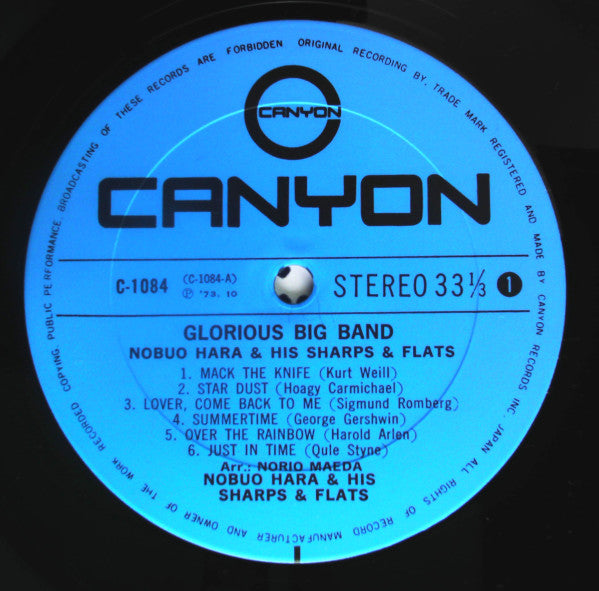 COPYING. PUBLIC PERFORMANCE BROADCASTING OF THESE RECORDS ARE FORBIDDEN ORIGINAL RECORDING BY. TRADE MARK REGISTERED AND MADE BY CANYON RECORDS INC. JAPAN ALL RIGHTS OF RECORD MANUFACTURER AND OWNER OF THE WORK RECORDED
CANYON
CANYON
C-1084 (C-1084-A) STEREO 33 1/3 1
Ⓟ '73. 10
GLORIOUS BIG BAND
NOBUO HARA & HIS SHARPS & FLATS
1. MACK THE KNIFE (Kurt Weill)
2. STAR DUST (Hoagy Carmichael)
3. LOVER, COME BACK TO ME (Sigmund Romberg)
4. SUMMERTIME (George Gershwin)
5. OVER THE RAINBOW (Harold Arlen)
6. JUST IN TIME (Qule Styne)
Arr.: NORIO MAEDA
NOBUO HARA & HIS
SHARPS & FLATS